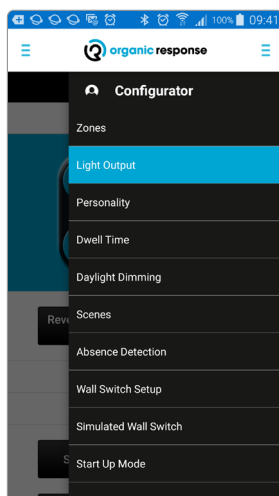 100% 09:41
organic response
Configurator
Zones
Light Output
Personality
Dwell Time
Daylight Dimming
Scenes
Reve
Absence Detection
Wall Switch Setup
Simulated Wall Switch
S
Start Up Mode